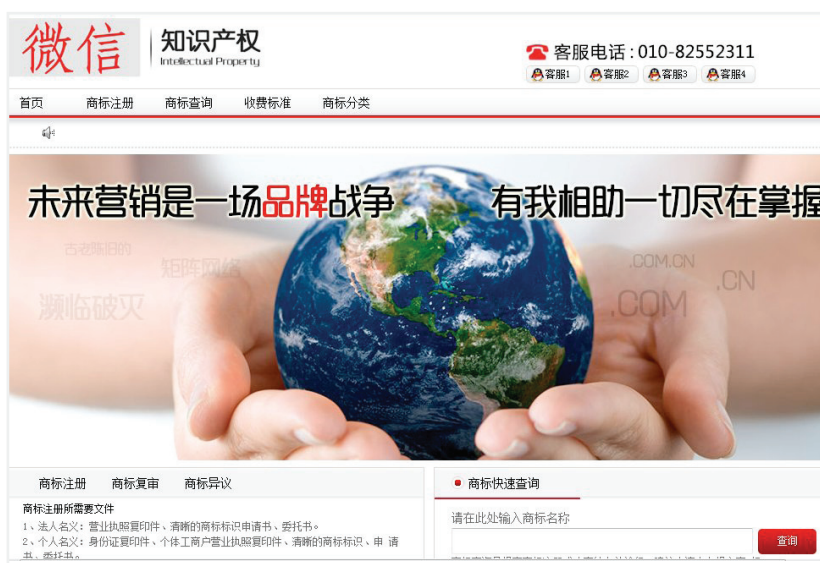 微信
知识产权
Intellectual Property
客服电话：010-82552311
客服1 客服2 客服3 客服4
首页 商标注册 商标查询 收费标准 商标分类
未来营销是一场品牌战争 有我相助一切尽在掌握
古老陈旧的
矩阵网络
濒临破灭
.COM.CN
.CN
.COM
商标注册 商标复审 商标异议
商标注册所需要文件
1、法人名义：营业执照复印件、清晰的商标标识申请书、委托书。
2、个人名义：身份证复印件、个体工商户营业执照复印件、清晰的商标标识、申 请
书、委托书。
商标快速查询
请在此处输入商标名称
查询